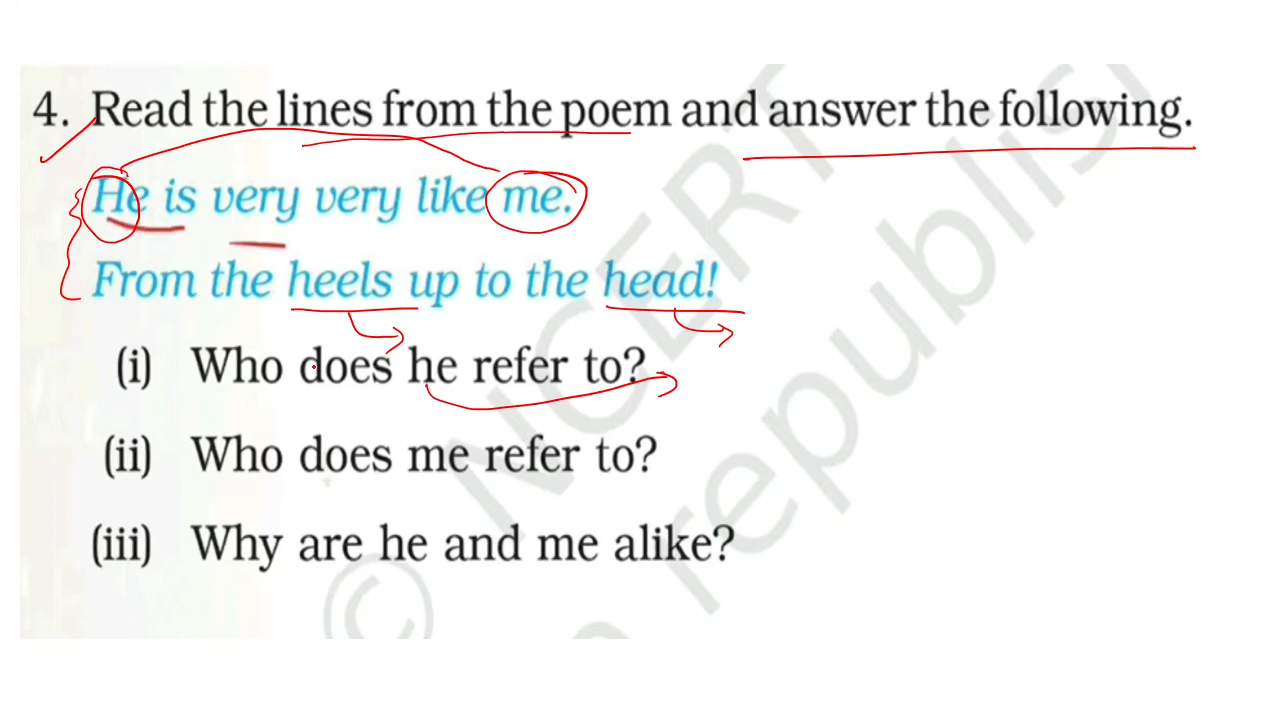 4. Read the lines from the poem and answer the following.
He is very very like me.
From the heels up to the head!
(i) Who does he refer to?
(ii) Who does me refer to?
(iii) Why are he and me alike?
© NCERT
republis